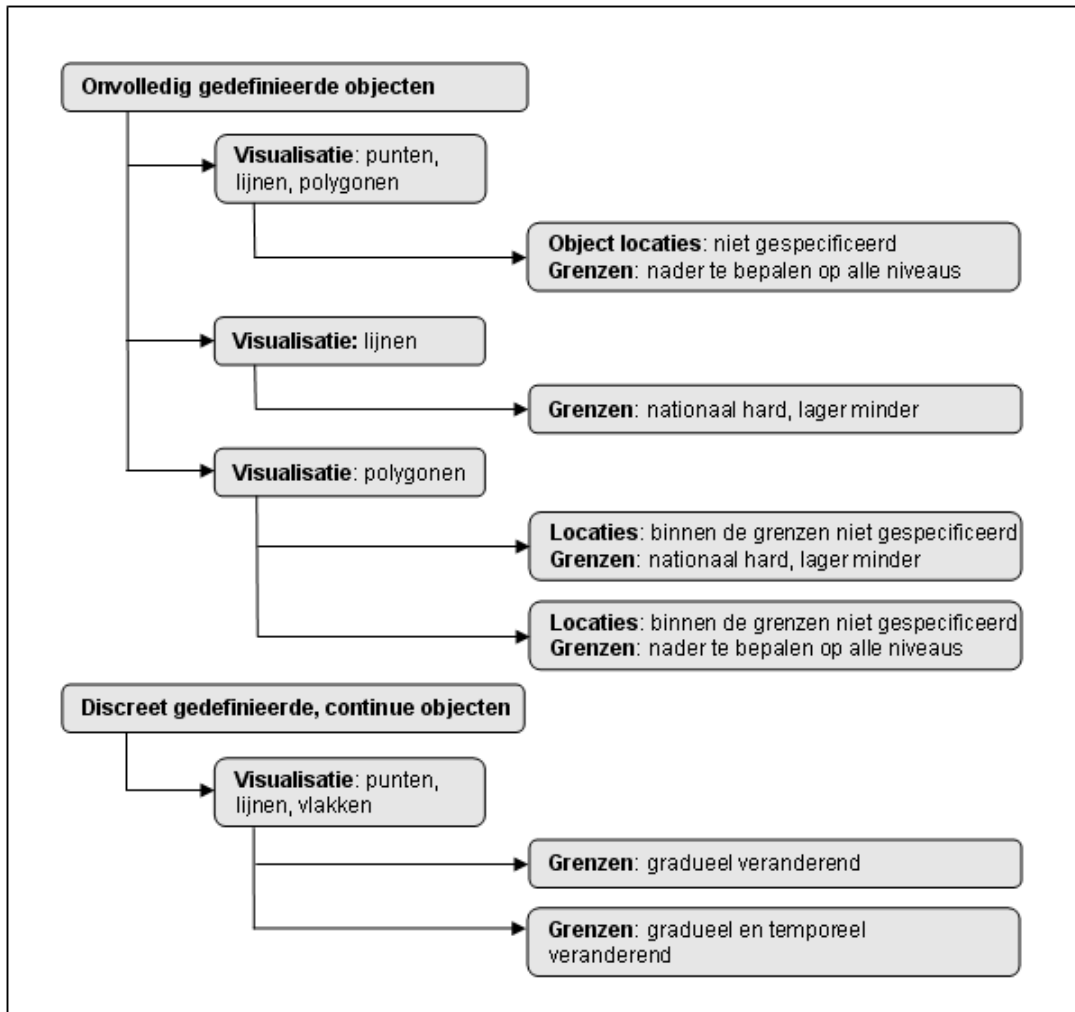 Onvolledig gedefinieerde objecten
Visualisatie: punten,
lijnen, polygonen
Object locaties: niet gespecificeerd
Grenzen: nader te bepalen op alle niveaus
Visualisatie: lijnen
Grenzen: nationaal hard, lager minder
Visualisatie: polygonen
Locaties: binnen de grenzen niet gespecificeerd
Grenzen: nationaal hard, lager minder
Locaties: binnen de grenzen niet gespecificeerd
Grenzen: nader te bepalen op alle niveaus
Discreet gedefinieerde, continue objecten
Visualisatie: punten,
lijnen, vlakken
Grenzen: gradueel veranderend
Grenzen: gradueel en temporeel
veranderend